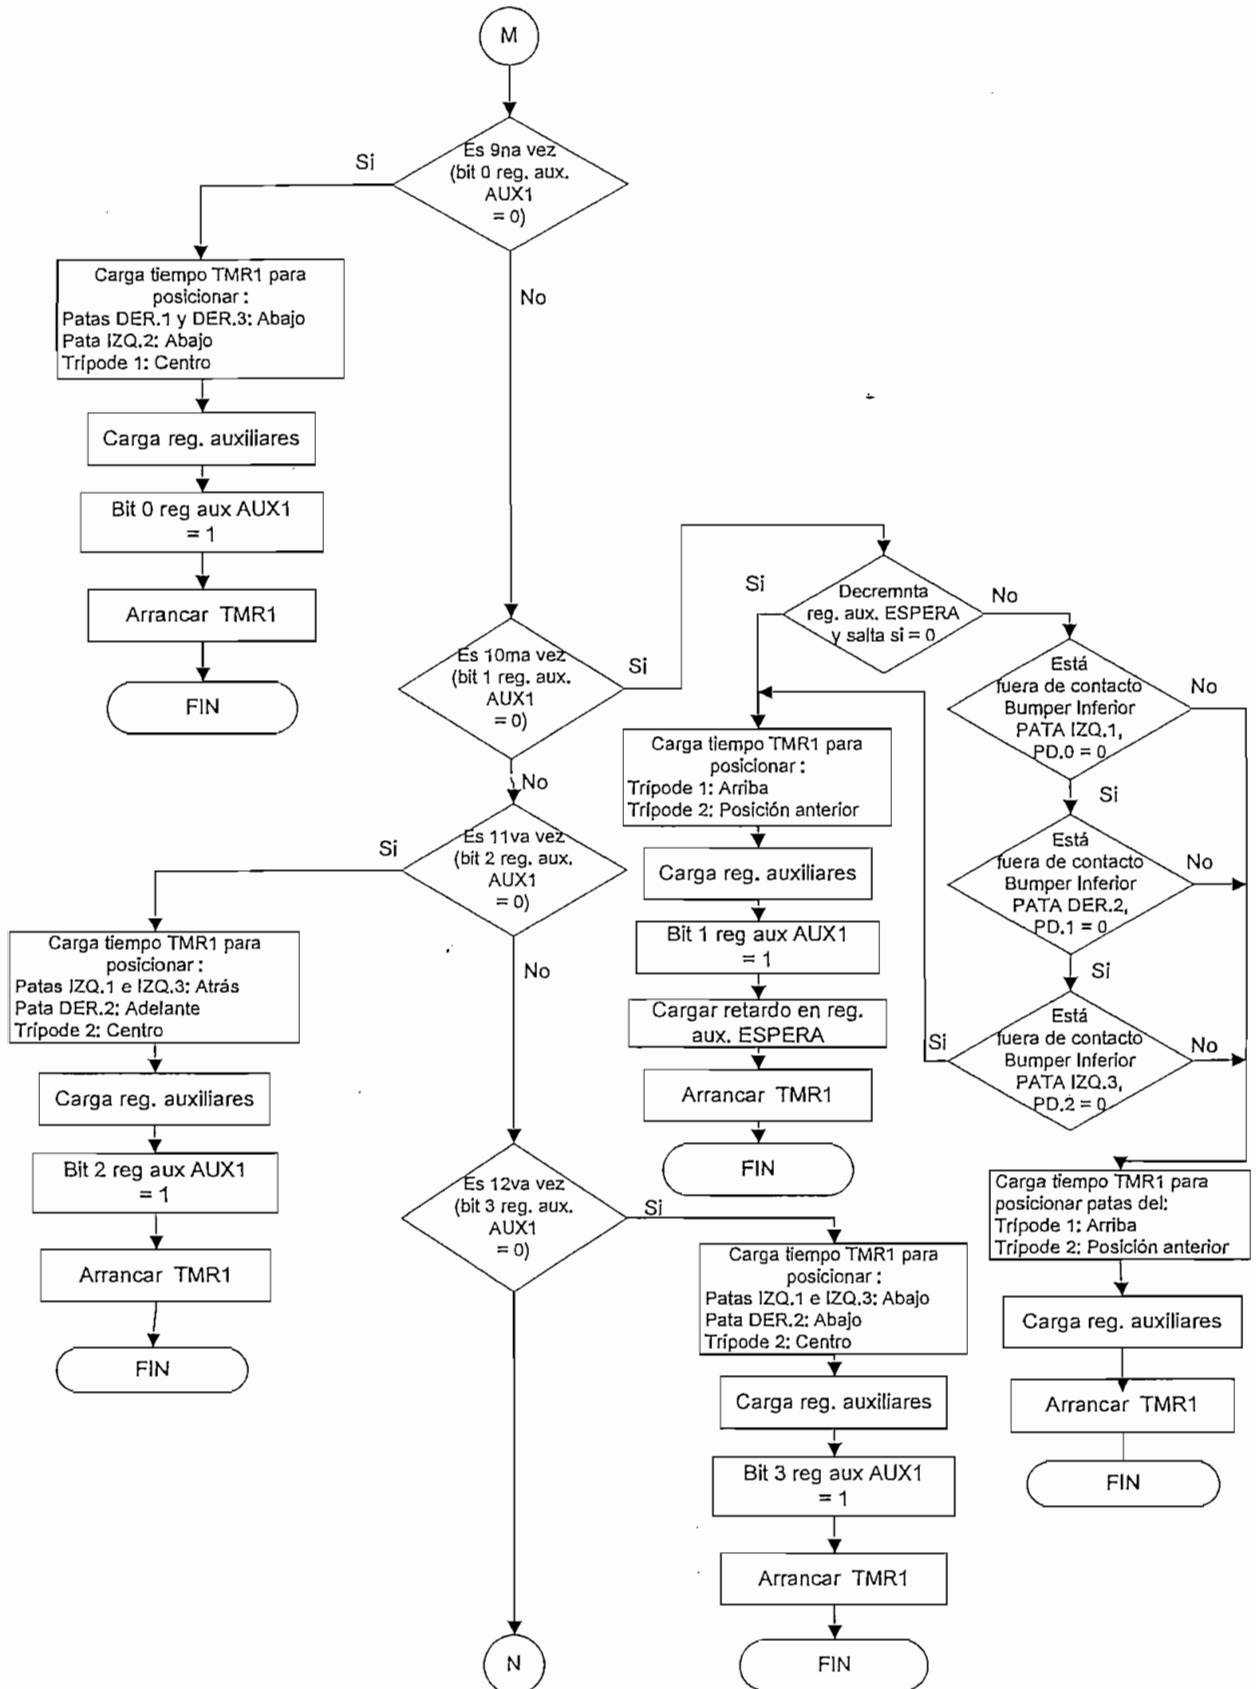 M
Es 9na vez
(bit 0 reg. aux.
AUX1
= 0)
Si
No
Carga tiempo TMR1 para
posicionar :
Patas DER.1 y DER.3: Abajo
Pata IZQ.2: Abajo
Trípode 1: Centro
Carga reg. auxiliares
Bit 0 reg aux AUX1
= 1
Arrancar TMR1
FIN
Es 10ma vez
(bit 1 reg. aux.
AUX1
= 0)
Si
No
Decremnta
reg. aux. ESPERA
y salta si = 0
Si
No
Carga tiempo TMR1 para
posicionar :
Trípode 1: Arriba
Trípode 2: Posición anterior
Carga reg. auxiliares
Bit 1 reg aux AUX1
= 1
Cargar retardo en reg.
aux. ESPERA
Arrancar TMR1
FIN
Está
fuera de contacto
Bumper Inferior
PATA IZQ.1,
PD.0 = 0
No
Si
Está
fuera de contacto
Bumper Inferior
PATA DER.2,
PD.1 = 0
No
Si
Está
fuera de contacto
Bumper Inferior
PATA IZQ.3,
PD.2 = 0
Si
No
Carga tiempo TMR1 para
posicionar patas del:
Trípode 1: Arriba
Trípode 2: Posición anterior
Carga reg. auxiliares
Arrancar TMR1
FIN
Es 11va vez
(bit 2 reg. aux.
AUX1
= 0)
Si
No
Carga tiempo TMR1 para
posicionar :
Patas IZQ.1 e IZQ.3: Atrás
Pata DER.2: Adelante
Trípode 2: Centro
Carga reg. auxiliares
Bit 2 reg aux AUX1
= 1
Arrancar TMR1
FIN
Es 12va vez
(bit 3 reg. aux.
AUX1
= 0)
Si
Carga tiempo TMR1 para
posicionar :
Patas IZQ.1 e IZQ.3: Abajo
Pata DER.2: Abajo
Trípode 2: Centro
Carga reg. auxiliares
Bit 3 reg aux AUX1
= 1
Arrancar TMR1
FIN
N